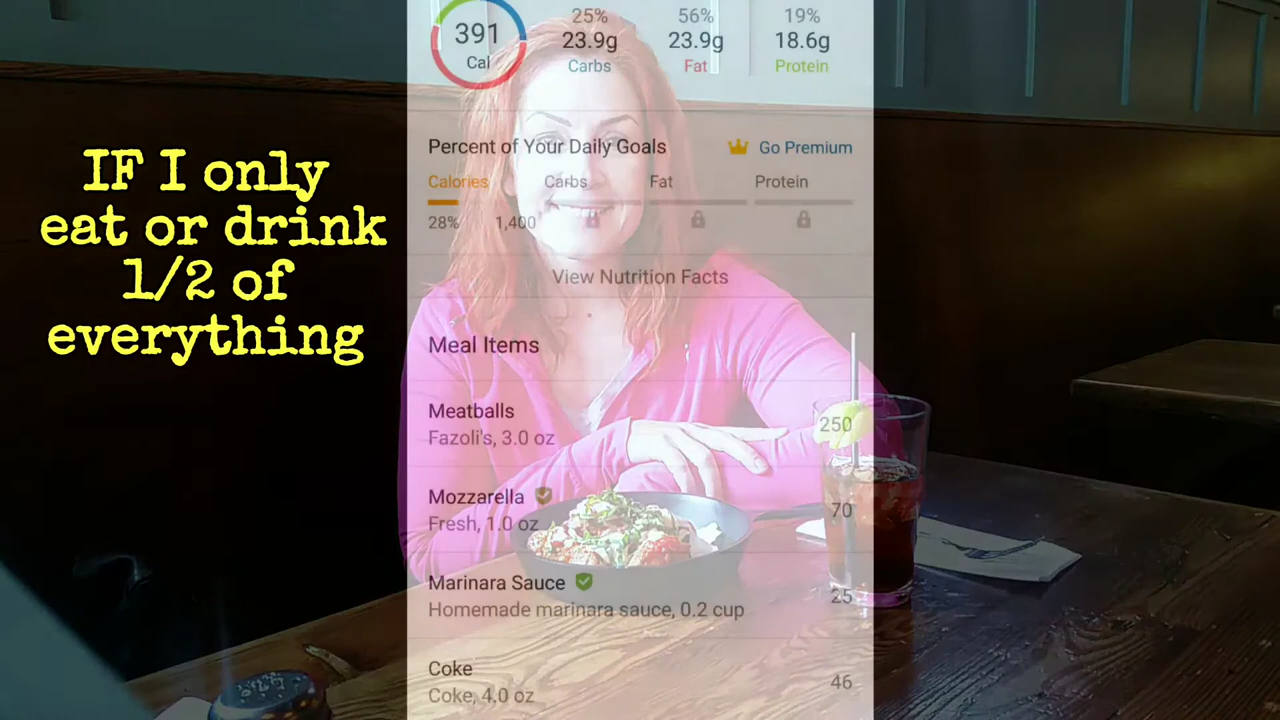 IF I only
eat or drink
1/2 of
everything
391
Cal
25%
23.9g
Carbs
56%
23.9g
Fat
19%
18.6g
Protein
Percent of Your Daily Goals
Go Premium
Calories
Carbs
Fat
Protein
28%
1,400
View Nutrition Facts
Meal Items
Meatballs
Fazoli's, 3.0 oz
250
Mozzarella
Fresh, 1.0 oz
70
Marinara Sauce
Homemade marinara sauce, 0.2 cup
25
Coke
Coke, 4.0 oz
46